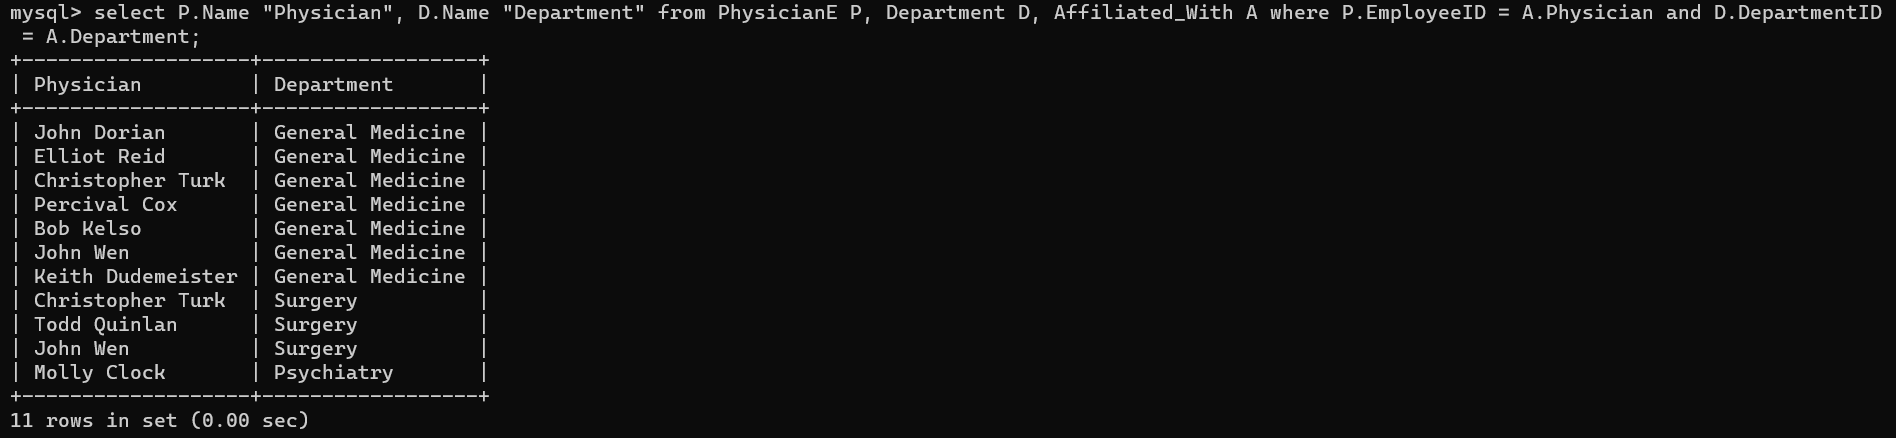 mysql> select P.Name "Physician", D.Name "Department" from PhysicianE P, Department D, Affiliated_With A where P.EmployeeID = A.Physician and D.DepartmentID
 = A.Department;
+-------------------+------------------+
| Physician         | Department       |
+-------------------+------------------+
| John Dorian       | General Medicine |
| Elliot Reid       | General Medicine |
| Christopher Turk  | General Medicine |
| Percival Cox      | General Medicine |
| Bob Kelso         | General Medicine |
| John Wen          | General Medicine |
| Keith Dudemeister | General Medicine |
| Christopher Turk  | Surgery          |
| Todd Quinlan      | Surgery          |
| John Wen          | Surgery          |
| Molly Clock       | Psychiatry       |
+-------------------+------------------+
11 rows in set (0.00 sec)